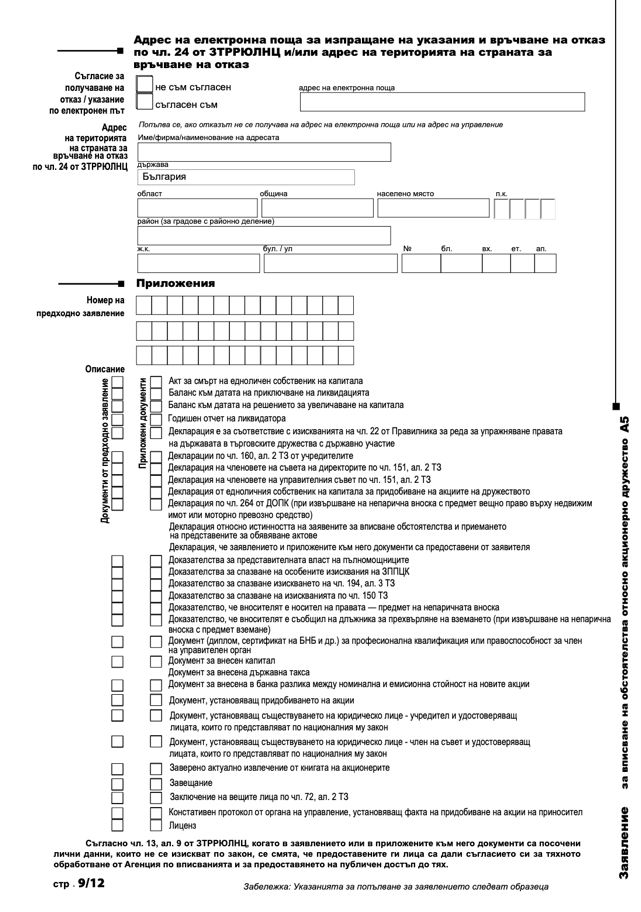 Адрес на електронна поща за изпращане на указания и връчване на отказ
по чл. 24 от ЗТРРЮЛНЦ и/или адрес на територията на страната за
връчване на отказ
Съгласие за
получаване на
отказ / указание
по електронен път
не съм съгласен
съгласен съм
адрес на електронна поща
Адрес
на територията
на страната за
връчване на отказ
по чл. 24 от ЗТРРЮЛНЦ
Попълва се, ако отказът не се получава на адрес на електронна поща или на адрес на управление
Име/фирма/наименование на адресата
държава
България
област община населено място п.к.
район (за градове с районно деление)
ж.к. бул. / ул № бл. вх. ет. ап.
Приложения
Номер на
предходно заявление
Описание
Документи от предходно заявление
Приложени документи
Акт за смърт на едноличен собственик на капитала
Баланс към датата на приключване на ликвидацията
Баланс към датата на решението за увеличаване на капитала
Годишен отчет на ликвидатора
Декларация е за съответствие с изискванията на чл. 22 от Правилника за реда за упражняване правата
на държавата в търговските дружества с държавно участие
Декларации по чл. 160, ал. 2 ТЗ от учредителите
Декларация на членовете на съвета на директорите по чл. 151, ал. 2 ТЗ
Декларация на членовете на управителния съвет по чл. 151, ал. 2 ТЗ
Декларация от едноличния собственик на капитала за придобиване на акциите на дружеството
Декларация по чл. 264 от ДОПК (при извършване на непарична вноска с предмет вещно право върху недвижим
имот или моторно превозно средство)
Декларация относно истинността на заявените за вписване обстоятелства и приемането
на представените за обявяване актове
Декларация, че заявлението и приложените към него документи са предоставени от заявителя
Доказателства за представителната власт на пълномощниците
Доказателства за спазване на особените изисквания на ЗППЦК
Доказателство за спазване изискването на чл. 194, ал. 3 ТЗ
Доказателства за спазване на изискванията по чл. 150 ТЗ
Доказателство, че вносителят е носител на правата — предмет на непаричната вноска
Доказателство, че вносителят е съобщил на длъжника за прехвърляне на вземането (при извършване на непарична
вноска с предмет вземане)
Документ (диплом, сертификат на БНБ и др.) за професионална квалификация или правоспособност за член
на управителен орган
Документ за внесен капитал
Документ за внесена държавна такса
Документ за внесена в банка разлика между номинална и емисионна стойност на новите акции
Документ, установяващ придобиването на акции
Документ, установяващ съществуването на юридическо лице - учредител и удостоверяващ
лицата, които го представляват по националния му закон
Документ, установяващ съществуването на юридическо лице - член на съвет и удостоверяващ
лицата, които го представляват по националния му закон
Заверено актуално извлечение от книгата на акционерите
Завещание
Заключение на вещите лица по чл. 72, ал. 2 ТЗ
Констативен протокол от органа на управление, установяващ факта на придобиване на акции на приносител
Лиценз
Съгласно чл. 13, ал. 9 от ЗТРРЮЛНЦ, когато в заявлението или в приложените към него документи са посочени
лични данни, които не се изискват по закон, се смята, че предоставените ги лица са дали съгласието си за тяхното
обработване от Агенция по вписванията и за предоставянето на публичен достъп до тях.
стр . 9/12
Забележка: Указанията за попълване за заявлението следват образеца
Заявление за вписване на обстоятелства относно акционерно дружество A5